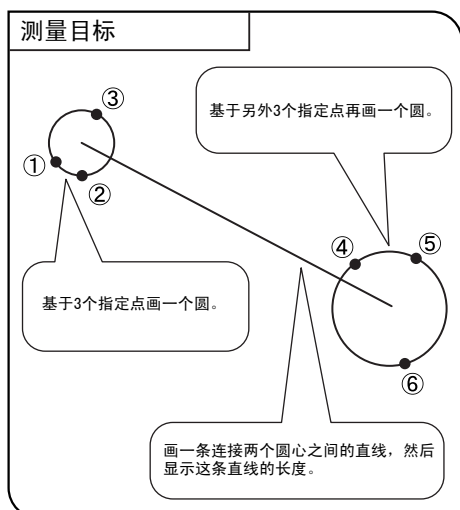 测量目标
③
基于另外3个指定点再画一个圆。
①
②
④
⑤
基于3个指定点画一个圆。
⑥
画一条连接两个圆心之间的直线，然后
显示这条直线的长度。